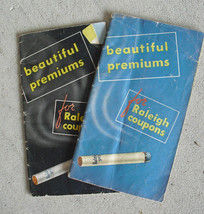 beautiful
premiums
for
Raleigh
coupons
beautiful
premiums
for
Raleigh
coupons